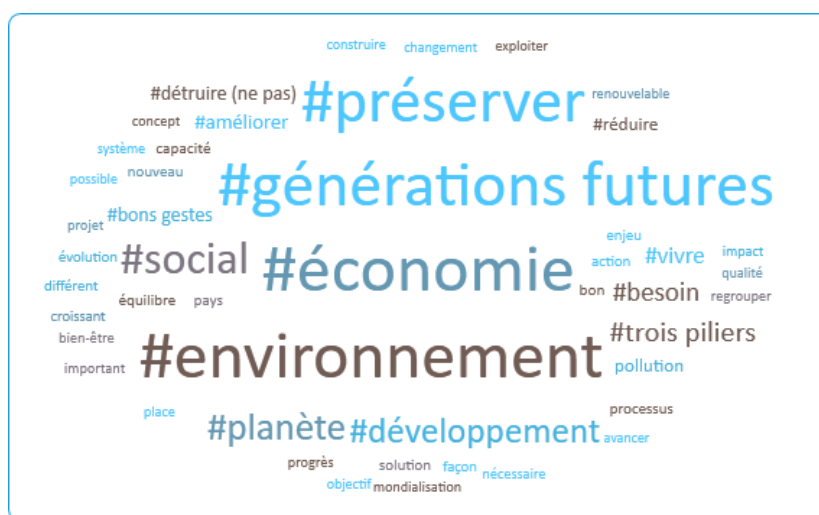 construire changement exploiter
#détruire (ne pas) #préserver renouvelable
concept #améliorer #réduire
système capacité
possible nouveau #générations futures
projet #bons gestes
évolution #social #économie enjeu
action #vivre impact
qualité
différent équilibre pays bon #besoin regrouper
croissant
bien-être #environnement #trois piliers
important pollution
place #planète #développement processus
avancer
progrès solution façon nécessaire
objectif mondialisation